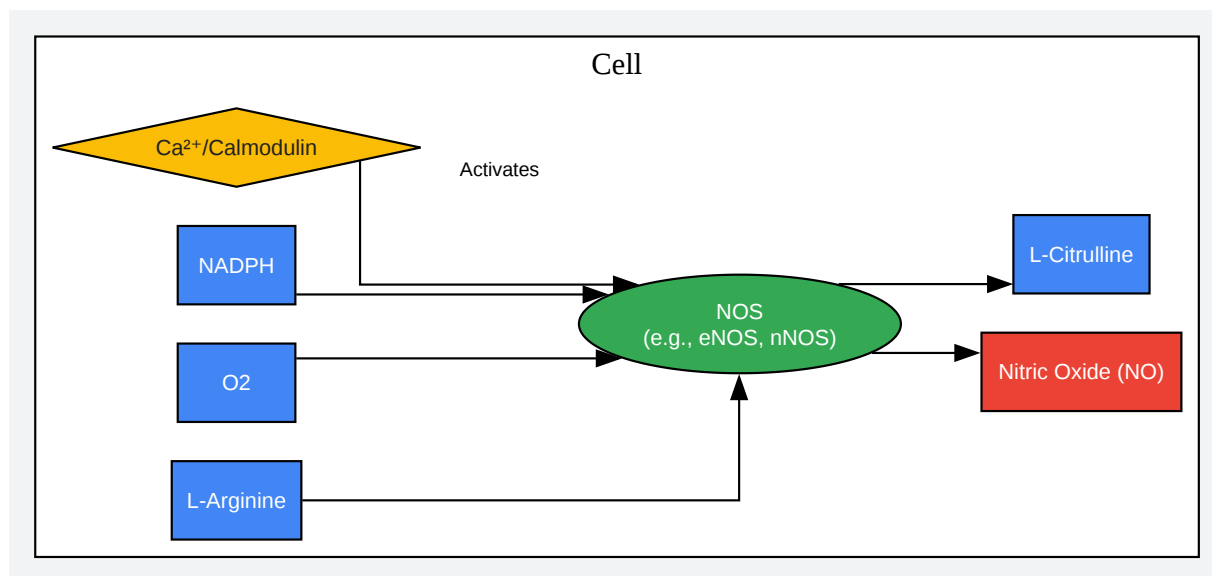 Cell
Ca²⁺/Calmodulin
Activates
NADPH
O2
L-Arginine
NOS
(e.g., eNOS, nNOS)
L-Citrulline
Nitric Oxide (NO)